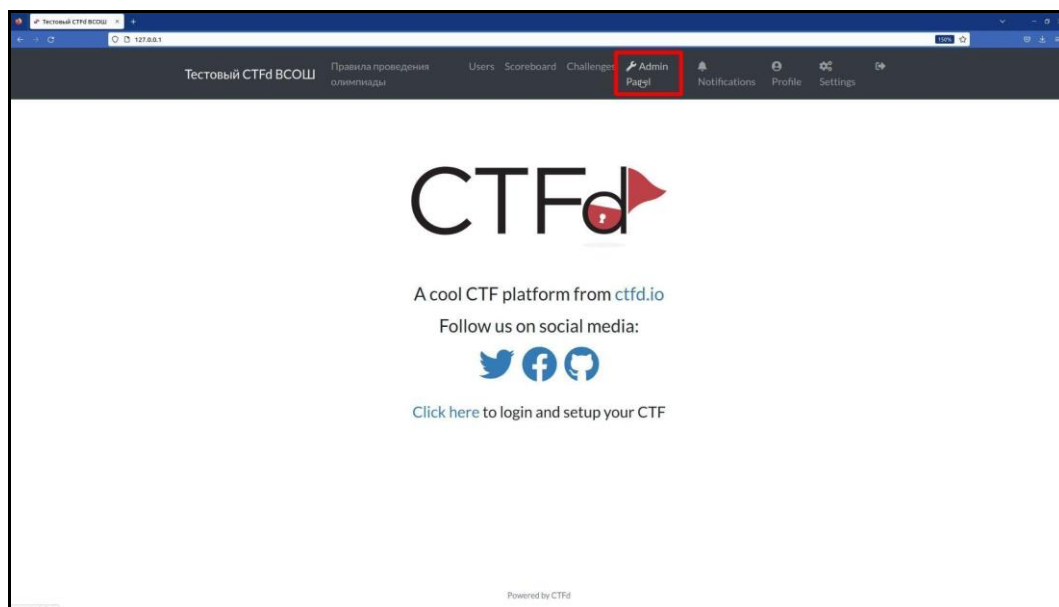 Тестовый CTFd ВСОШ
127.0.0.1
150%
Тестовый CTFd ВСОШ
Правила проведения
олимпиады
Users
Scoreboard
Challenges
Admin
Panel
Notifications
Profile
Settings
CTFd
A cool CTF platform from ctfd.io
Follow us on social media:
Click here to login and setup your CTF
Powered by CTFd